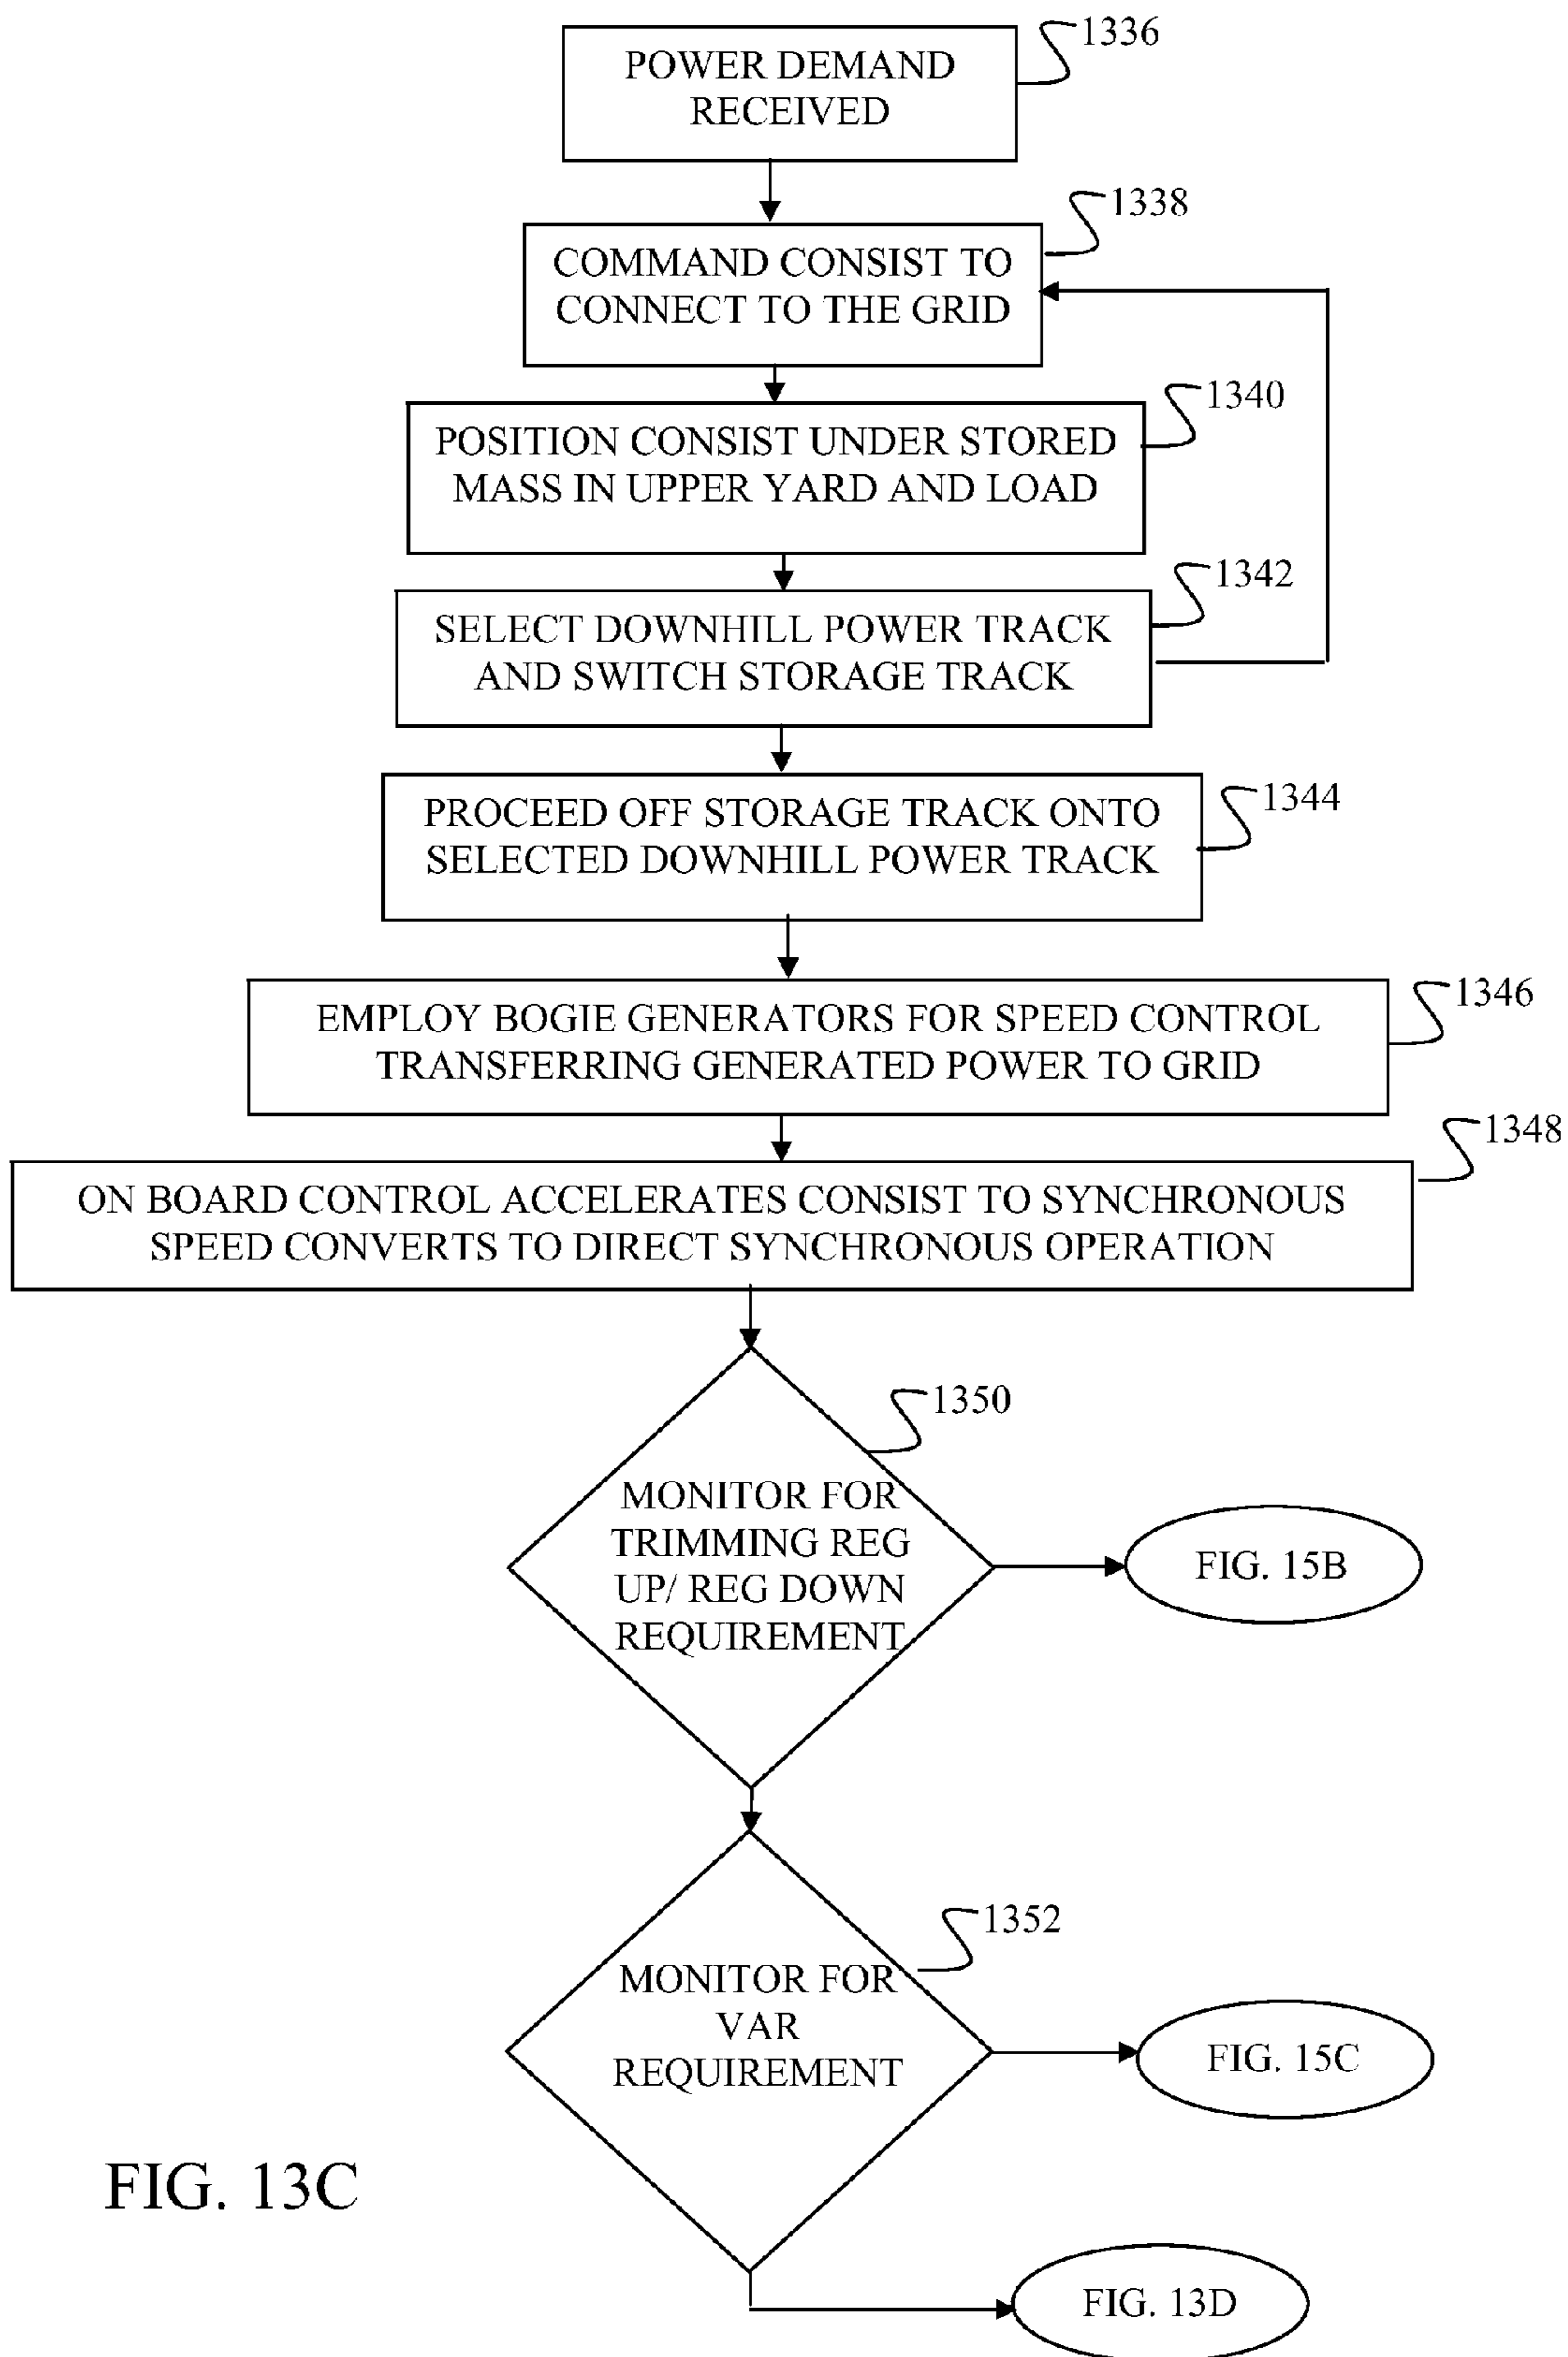 1336
POWER DEMAND
RECEIVED
1338
COMMAND CONSIST TO
CONNECT TO THE GRID
1340
POSITION CONSIST UNDER STORED
MASS IN UPPER YARD AND LOAD
1342
SELECT DOWNHILL POWER TRACK
AND SWITCH STORAGE TRACK
1344
PROCEED OFF STORAGE TRACK ONTO
SELECTED DOWNHILL POWER TRACK
1346
EMPLOY BOGIE GENERATORS FOR SPEED CONTROL
TRANSFERRING GENERATED POWER TO GRID
1348
ON BOARD CONTROL ACCELERATES CONSIST TO SYNCHRONOUS
SPEED CONVERTS TO DIRECT SYNCHRONOUS OPERATION
1350
MONITOR FOR
TRIMMING REG
UP/ REG DOWN
REQUIREMENT
FIG. 15B
1352
MONITOR FOR
VAR
REQUIREMENT
FIG. 15C
FIG. 13C
FIG. 13D